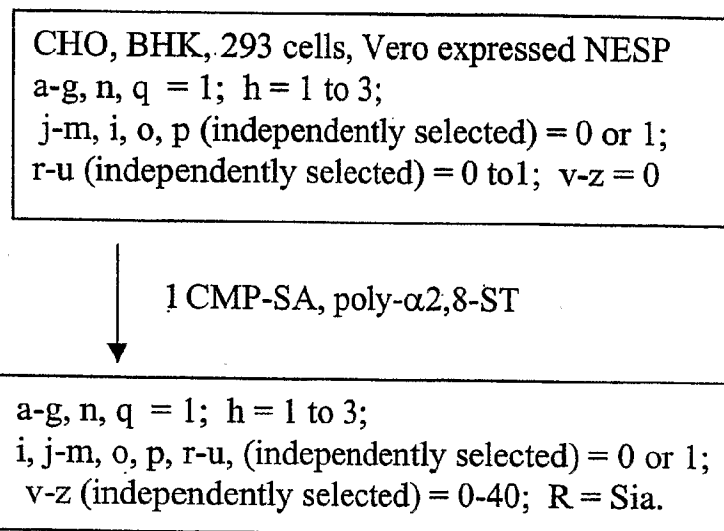 CHO, BHK, 293 cells, Vero expressed NESP
a-g, n, q = 1; h = 1 to 3;
j-m, i, o, p (independently selected) = 0 or 1;
r-u (independently selected) = 0 to1; v-z = 0
1 CMP-SA, poly-α2,8-ST
a-g, n, q = 1; h = 1 to 3;
i, j-m, o, p, r-u, (independently selected) = 0 or 1;
v-z (independently selected) = 0-40; R = Sia.